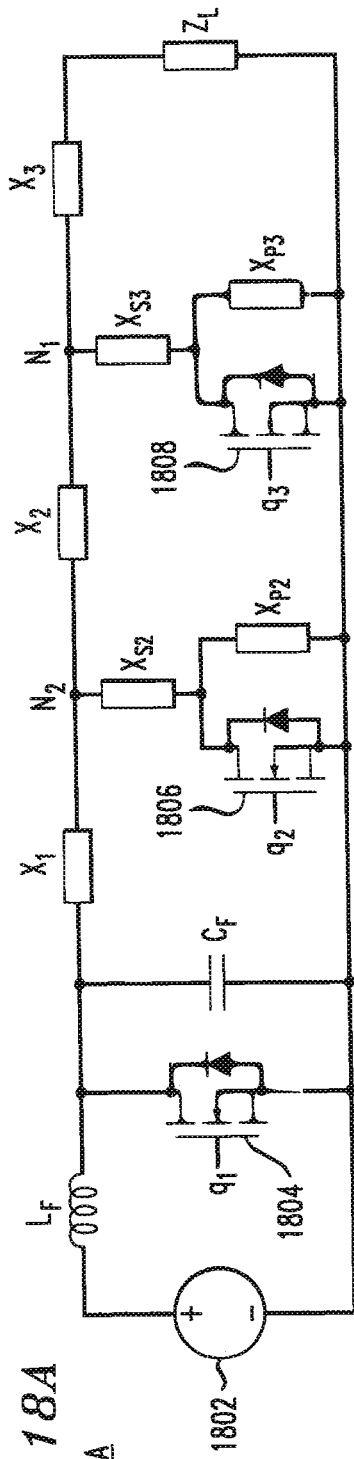 18A
A
1802
+
-
L_F
q_1
1804
C_F
X_1
N_2
X_S2
1806
q_2
X_P2
X_2
N_1
X_S3
1808
q_3
X_P3
X_3
Z_L